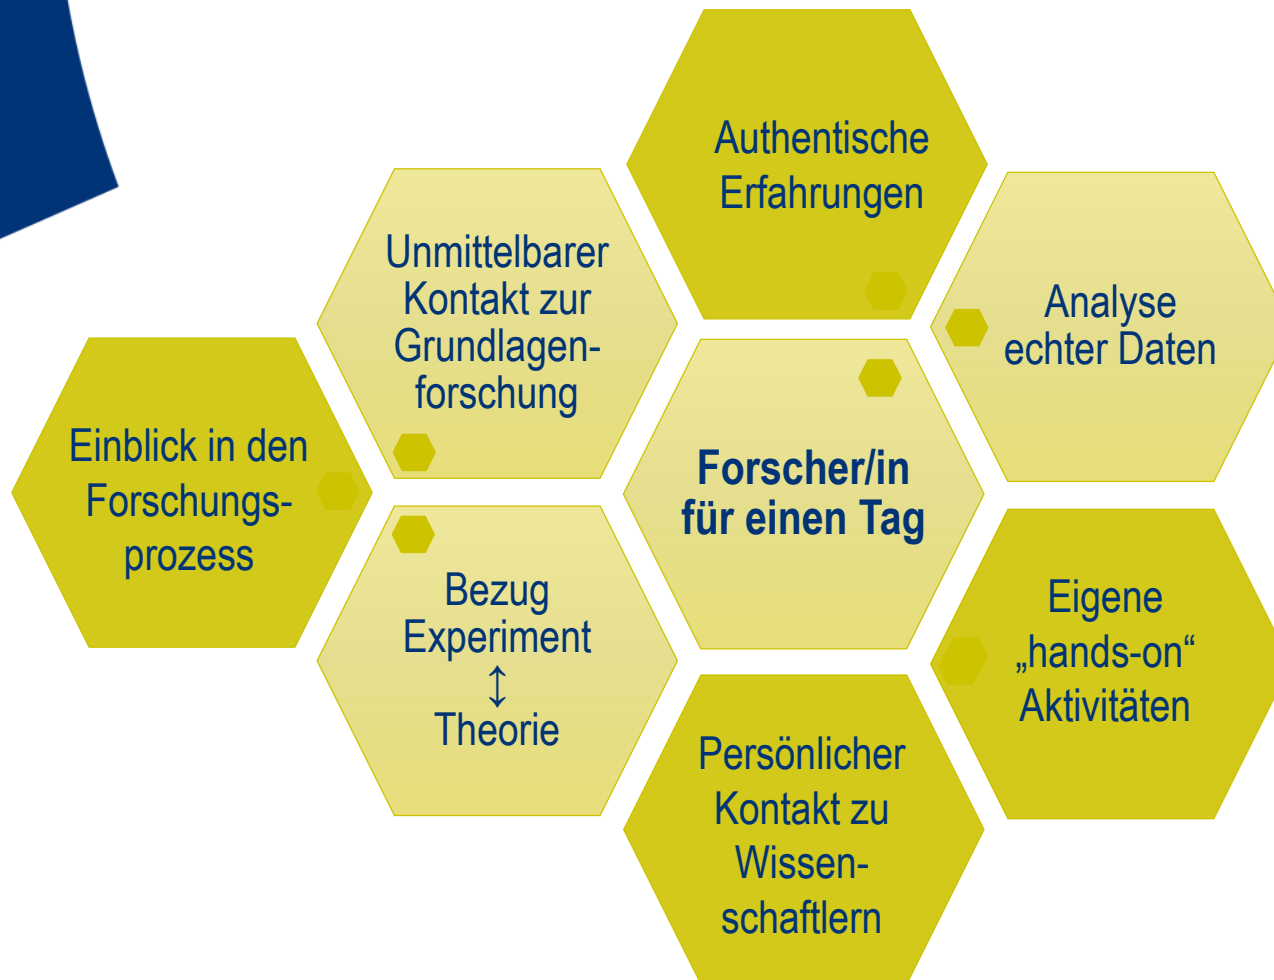 Authentische
Erfahrungen
Unmittelbarer
Kontakt zur
Grundlagen-
forschung
Analyse
echter Daten
Einblick in den
Forschungs-
prozess
Forscher/in
für einen Tag
Bezug
Experiment
↕
Theorie
Eigene
„hands-on“
Aktivitäten
Persönlicher
Kontakt zu
Wissen-
schaftlern